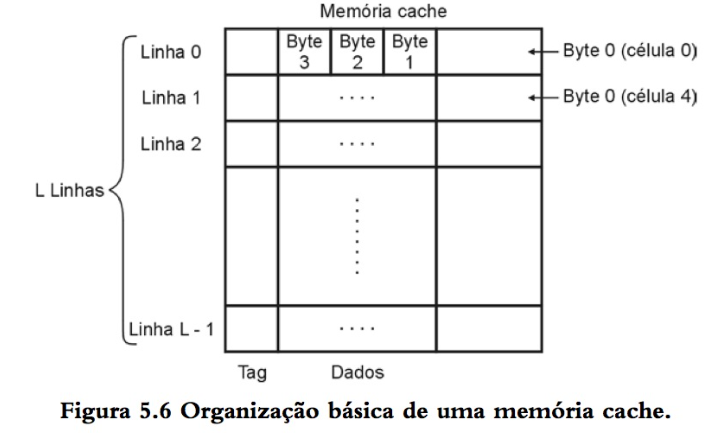 Memória cache
Linha 0
Byte 3
Byte 2
Byte 1
Byte 0 (célula 0)
Linha 1
. . . .
Byte 0 (célula 4)
Linha 2
. . . .
L Linhas
Linha L - 1
. . . .
Tag
Dados
Figura 5.6 Organização básica de uma memória cache.